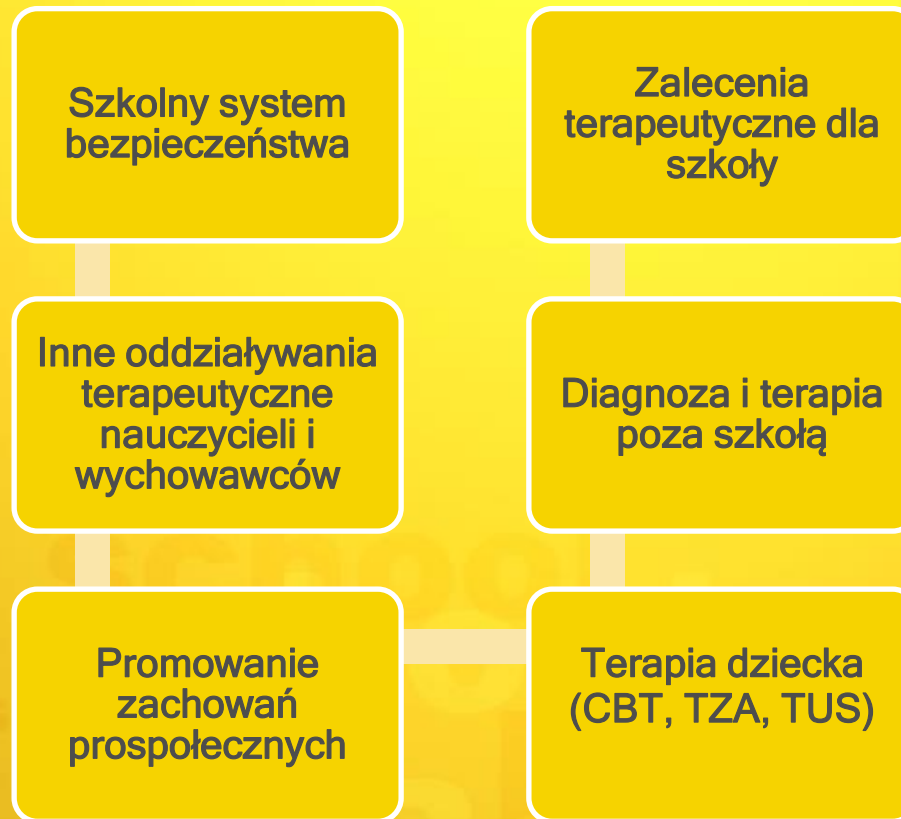 Szkolny system
bezpieczeństwa
Inne oddziaływania
terapeutyczne
nauczycieli i
wychowawców
Promowanie
zachowań
prospołecznych
Terapia dziecka
(CBT, TZA, TUS)
Diagnoza i terapia
poza szkołą
Zalecenia
terapeutyczne dla
szkoły